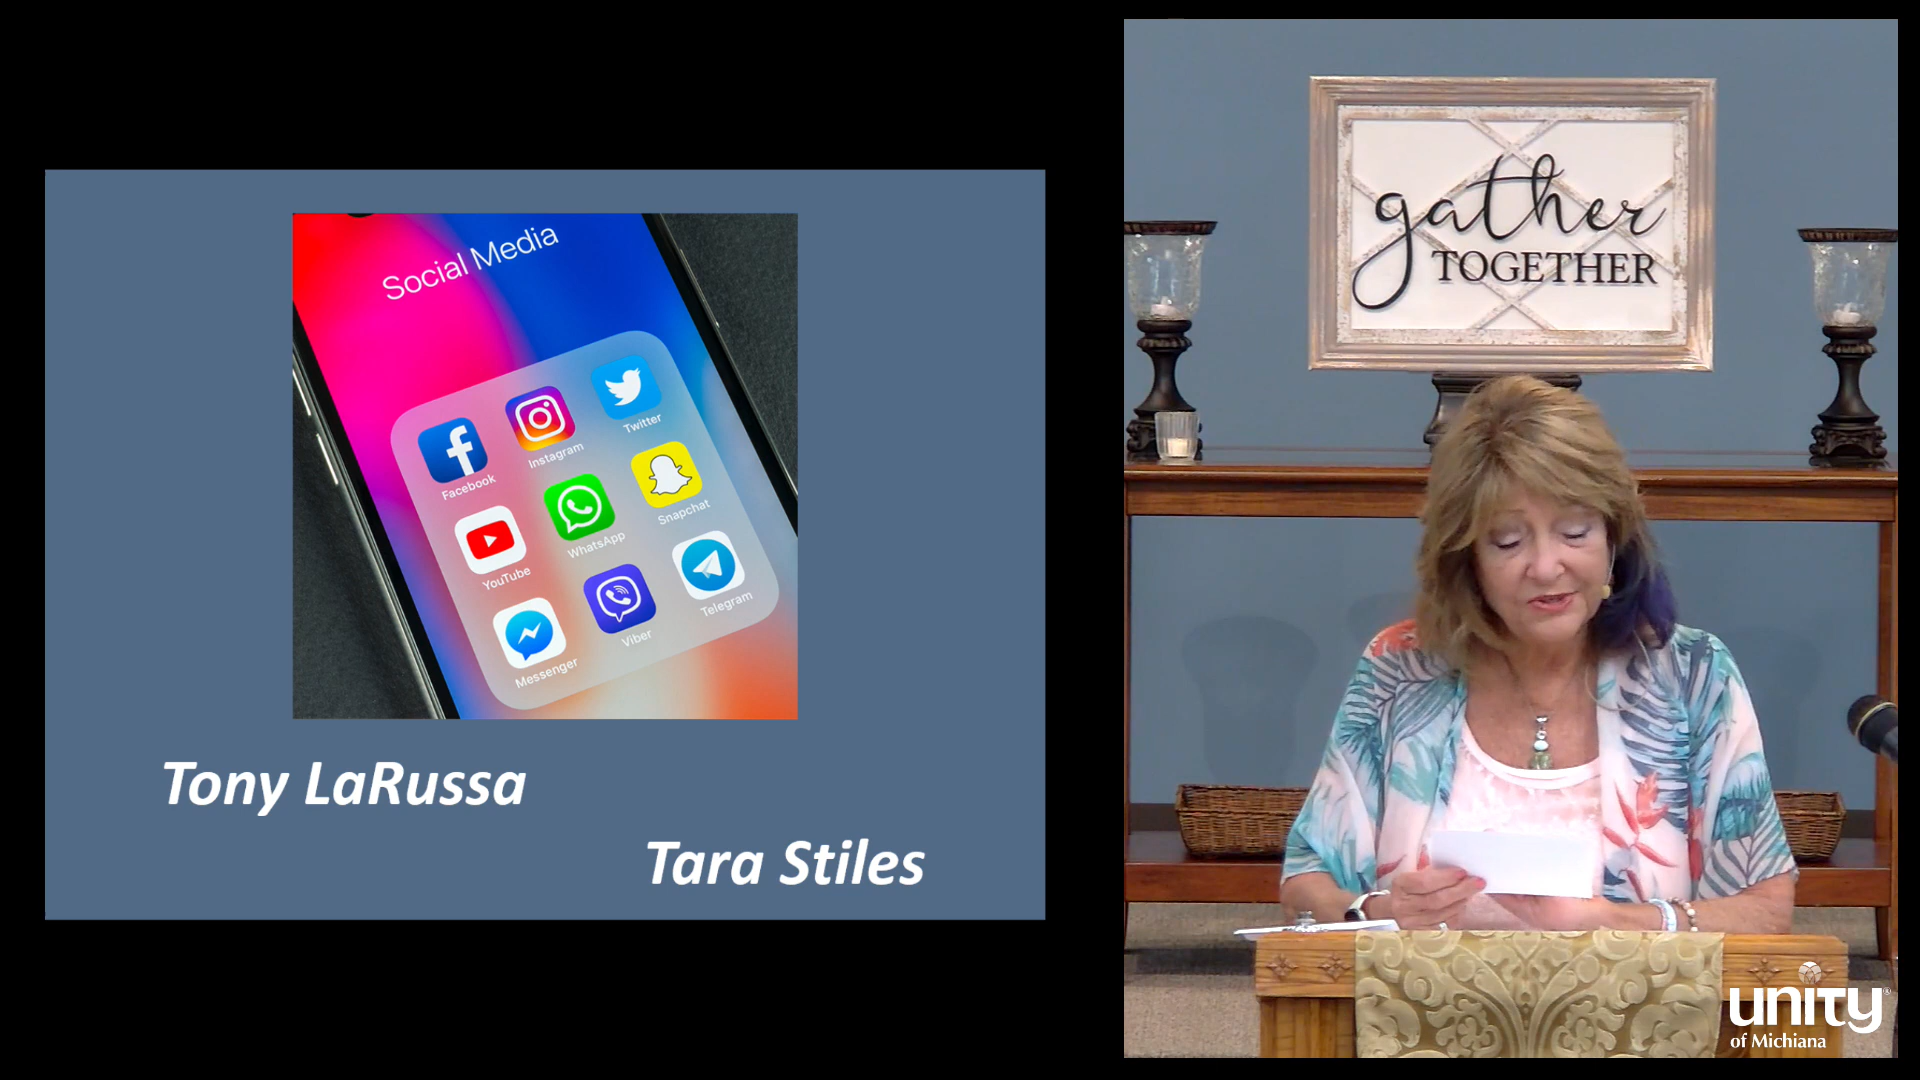 Social Media
Facebook
Instagram
Twitter
YouTube
WhatsApp
Snapchat
Messenger
Viber
Telegram
Tony LaRussa
Tara Stiles
gather
TOGETHER
unity®
of Michiana